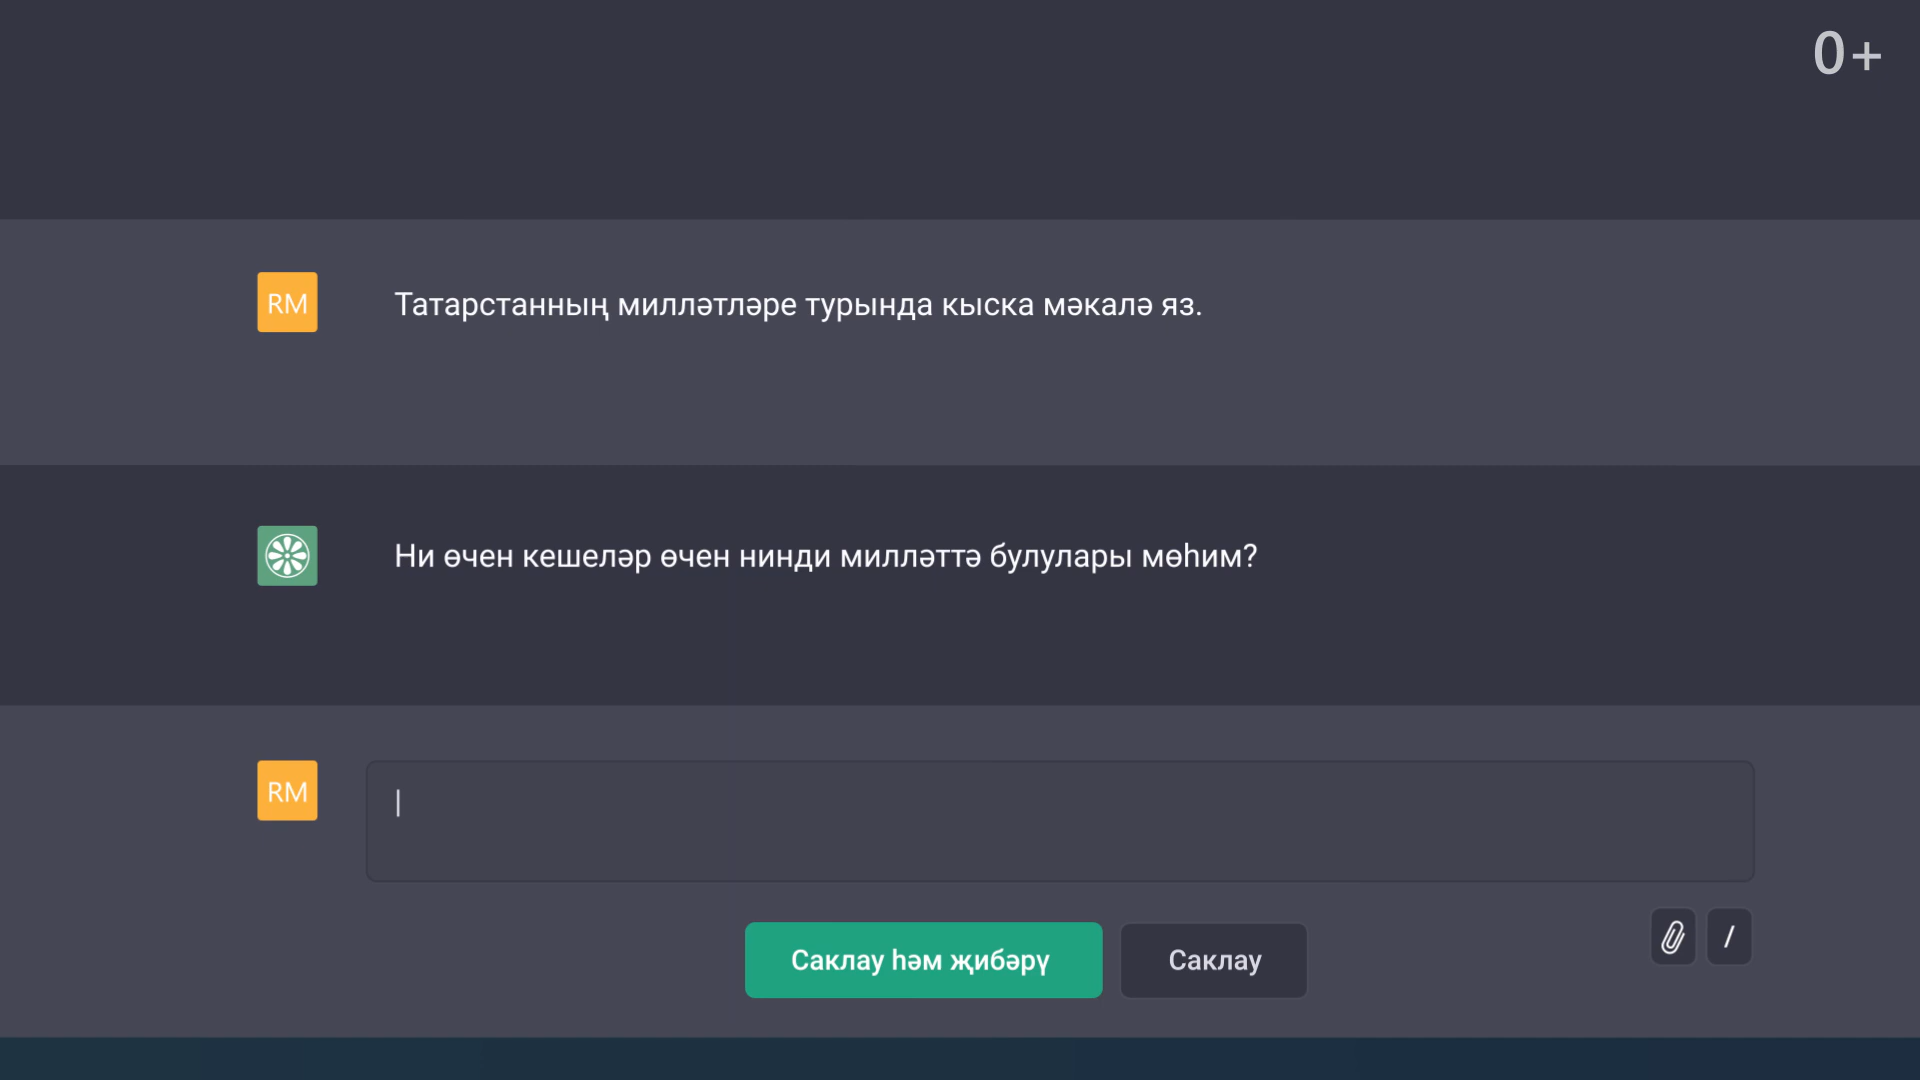 0+
RM
Татарстанның милләтләре турында кыска мәкалә яз.
Ни өчен кешеләр өчен нинди милләттә булулары мөһим?
RM
Саклау һәм җибәрү
Саклау
/